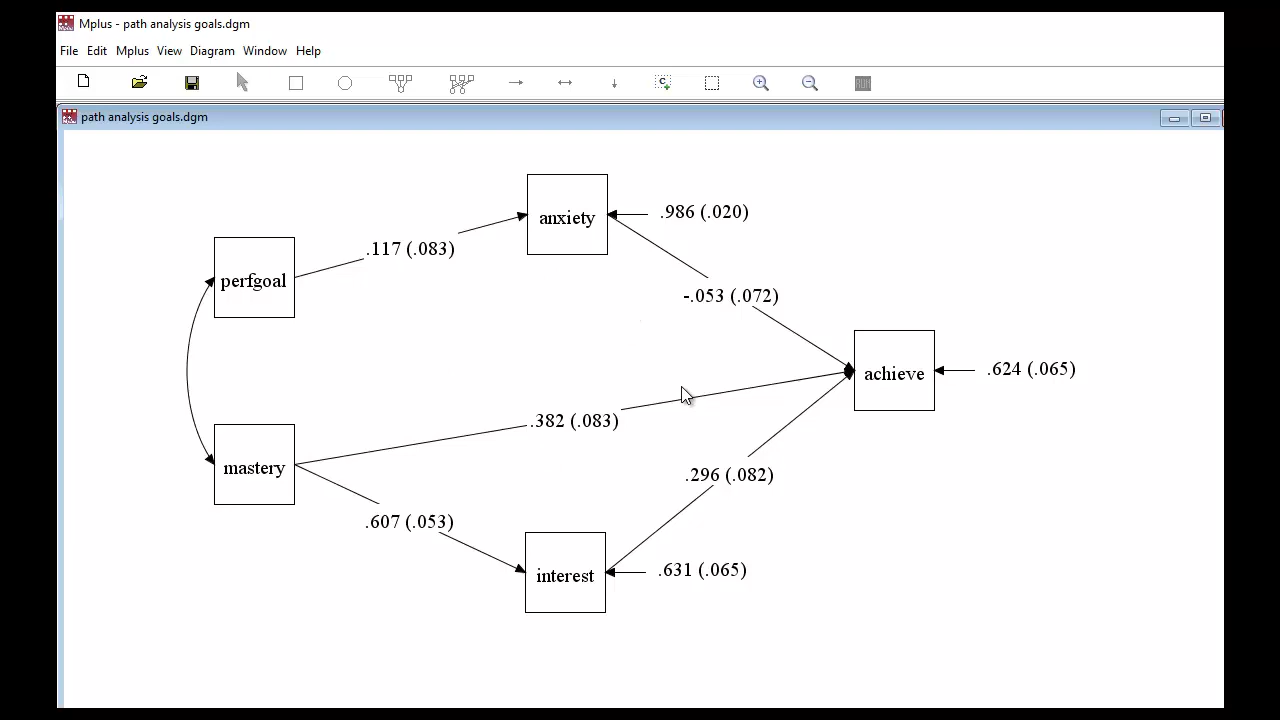 Mplus - path analysis goals.dgm
File Edit Mplus View Diagram Window Help
C
RUN
path analysis goals.dgm
anxiety
.986 (.020)
.117 (.083)
perfgoal
-.053 (.072)
achieve
.624 (.065)
.382 (.083)
mastery
.296 (.082)
.607 (.053)
interest
.631 (.065)